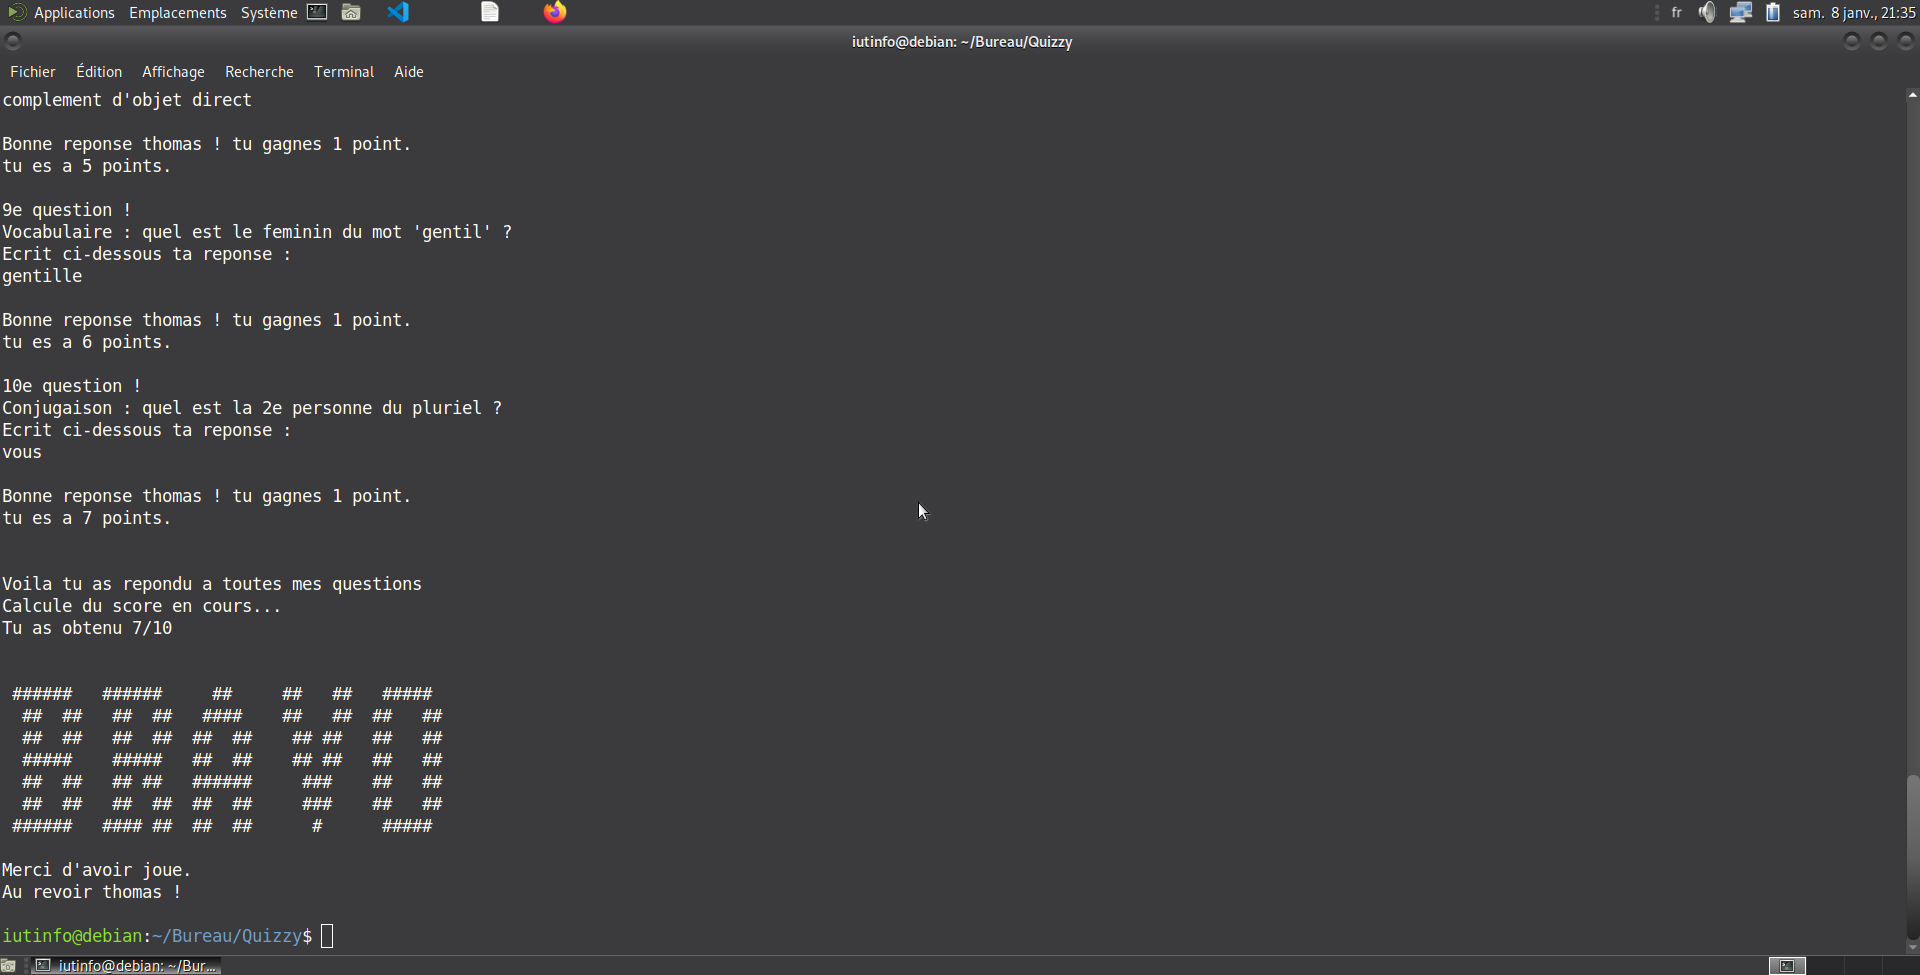 Applications Emplacements Système fr sam. 8 janv., 21:35
iutinfo@debian: ~/Bureau/Quizzy
Fichier Édition Affichage Recherche Terminal Aide
complement d'objet direct
Bonne reponse thomas ! tu gagnes 1 point.
tu es a 5 points.
9e question !
Vocabulaire : quel est le feminin du mot 'gentil' ?
Ecrit ci-dessous ta reponse :
gentille
Bonne reponse thomas ! tu gagnes 1 point.
tu es a 6 points.
10e question !
Conjugaison : quel est la 2e personne du pluriel ?
Ecrit ci-dessous ta reponse :
vous
Bonne reponse thomas ! tu gagnes 1 point.
tu es a 7 points.
Voila tu as repondu a toutes mes questions
Calcule du score en cours...
Tu as obtenu 7/10
BRAVO
Merci d'avoir joue.
Au revoir thomas !
iutinfo@debian:~/Bureau/Quizzy$
iutinfo@debian: ~/Bur...